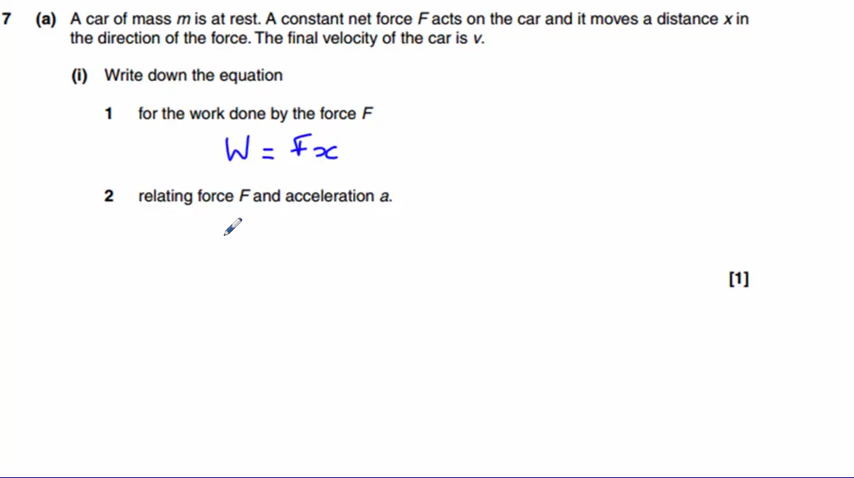 7 (a) A car of mass m is at rest. A constant net force F acts on the car and it moves a distance x in
the direction of the force. The final velocity of the car is v.
(i) Write down the equation
1 for the work done by the force F
W = Fx
2 relating force F and acceleration a.
[1]